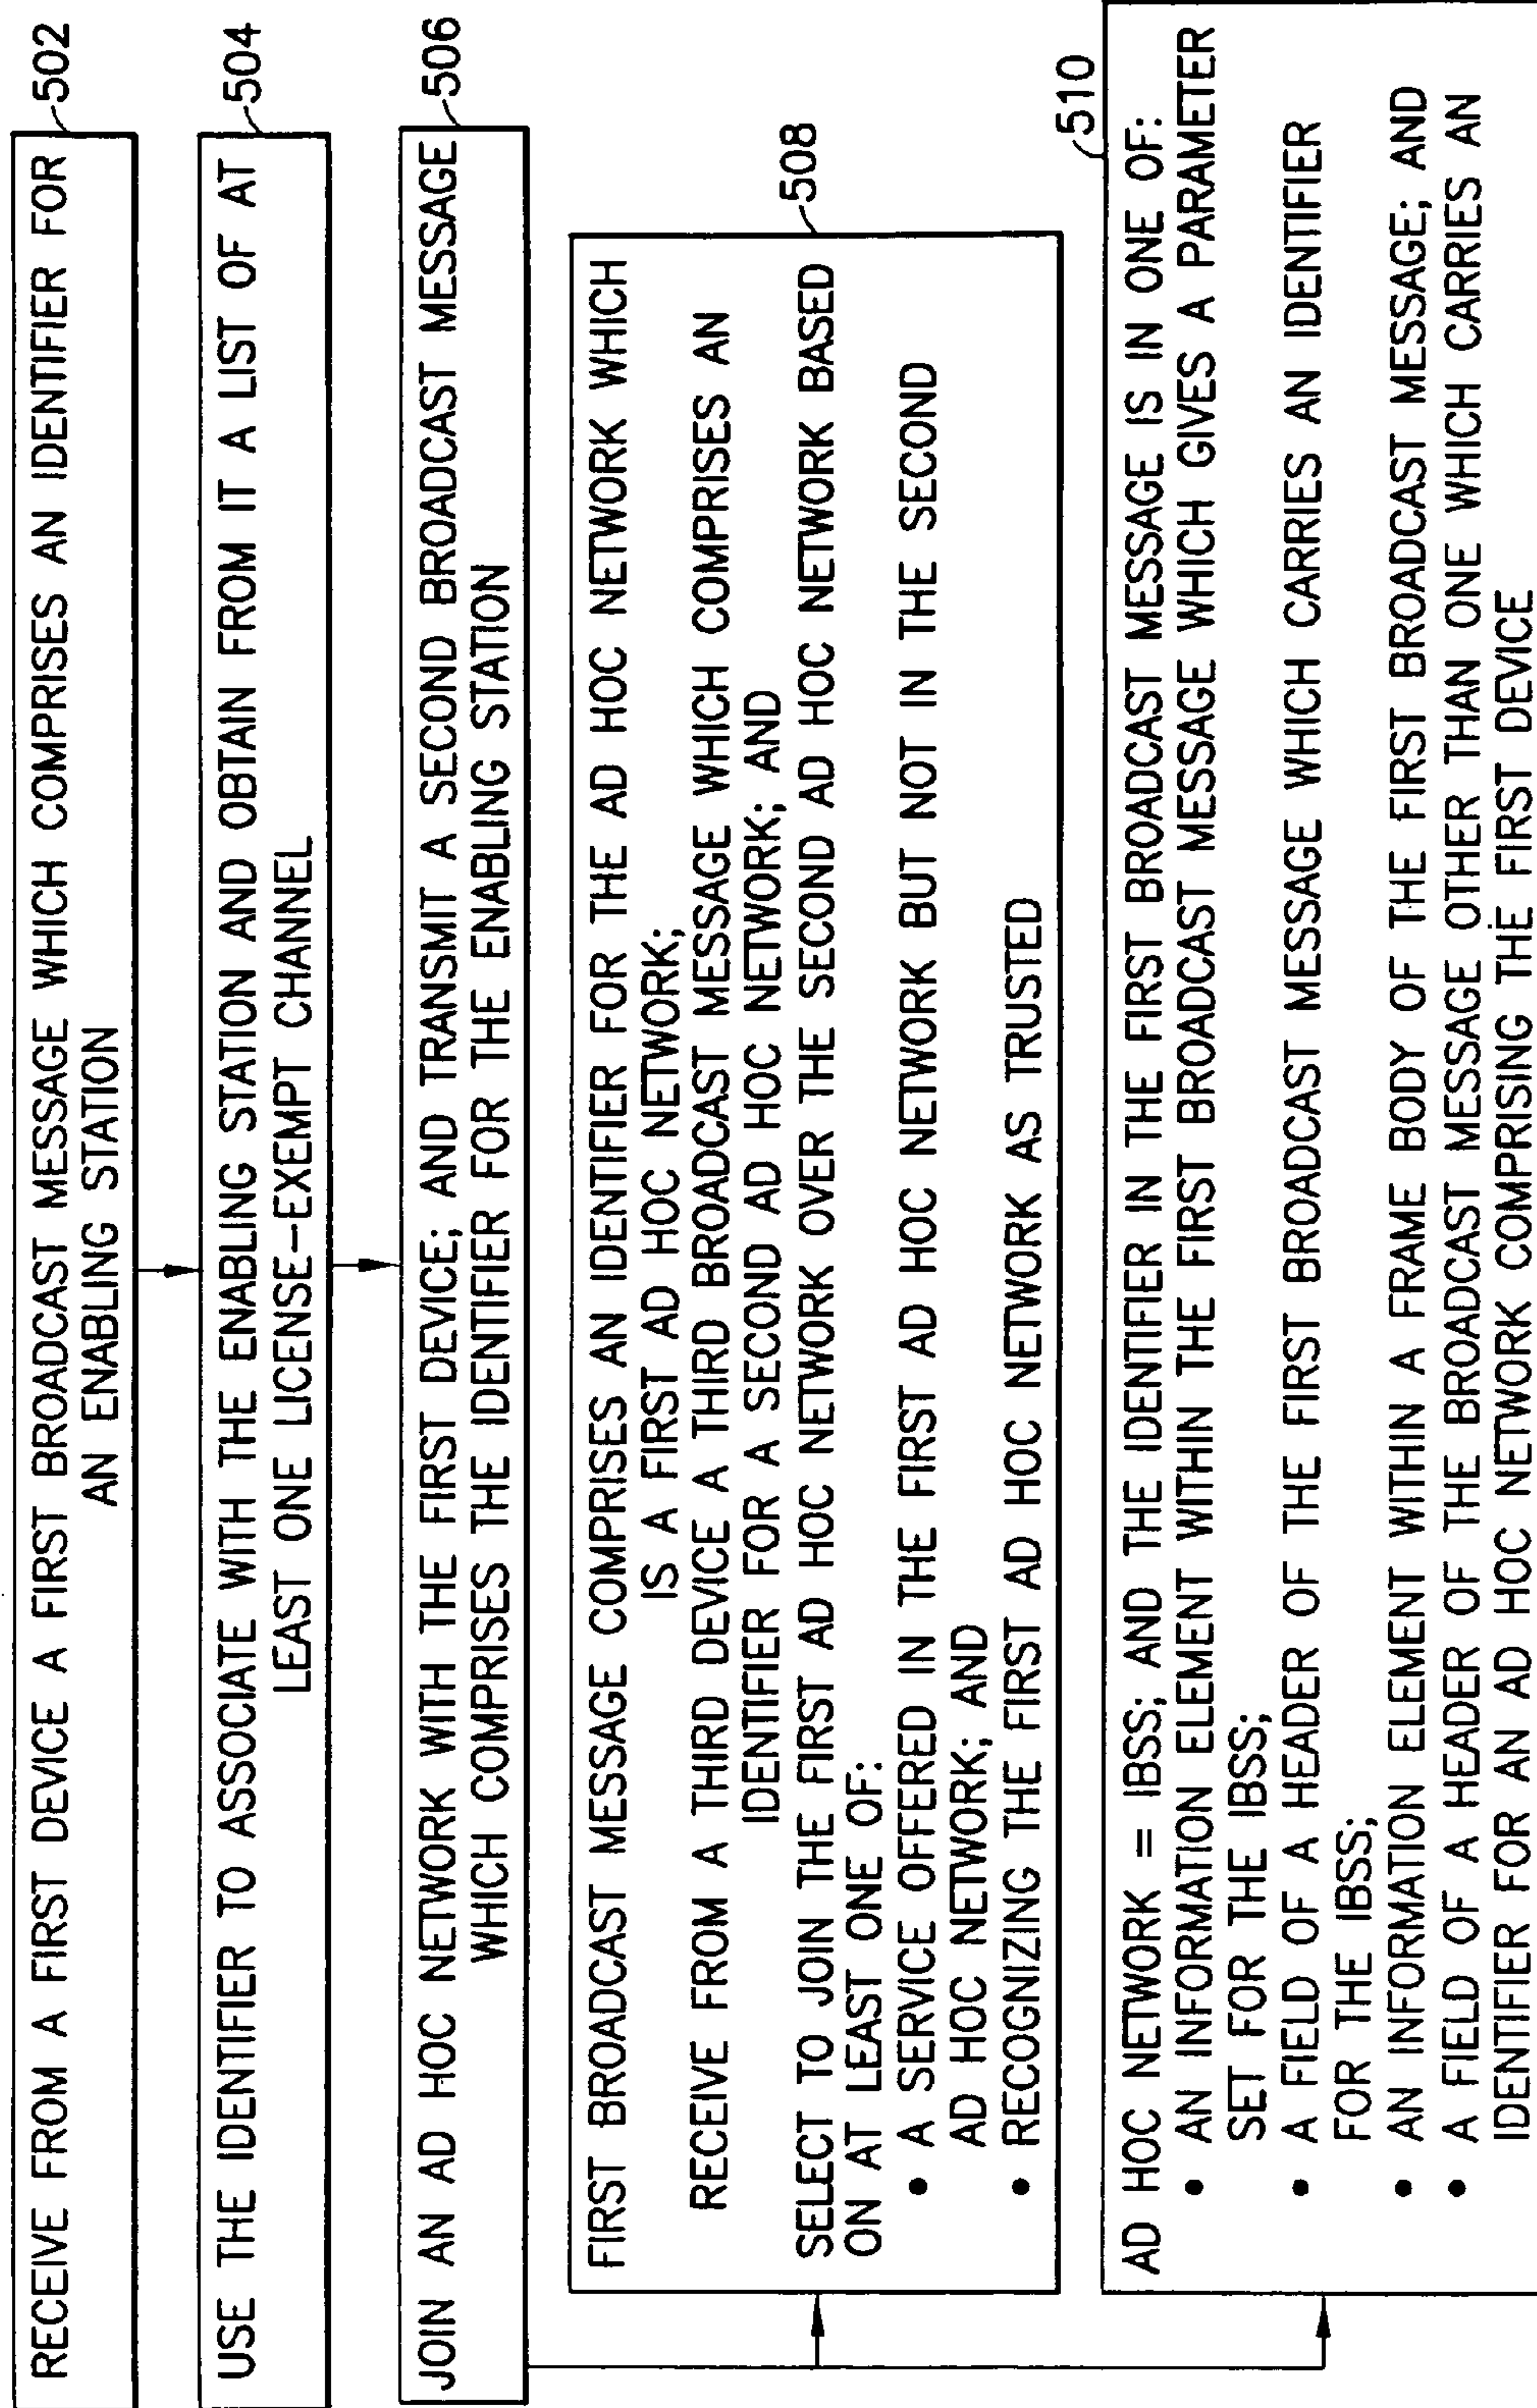 RECEIVE FROM A FIRST DEVICE A FIRST BROADCAST MESSAGE WHICH COMPRISES AN IDENTIFIER FOR
AN ENABLING STATION
502
USE THE IDENTIFIER TO ASSOCIATE WITH THE ENABLING STATION AND OBTAIN FROM IT A LIST OF AT
LEAST ONE LICENSE-EXEMPT CHANNEL
504
JOIN AN AD HOC NETWORK WITH THE FIRST DEVICE; AND TRANSMIT A SECOND BROADCAST MESSAGE
WHICH COMPRISES THE IDENTIFIER FOR THE ENABLING STATION
506
FIRST BROADCAST MESSAGE COMPRISES AN IDENTIFIER FOR THE AD HOC NETWORK WHICH
IS A FIRST AD HOC NETWORK;
RECEIVE FROM A THIRD DEVICE A THIRD BROADCAST MESSAGE WHICH COMPRISES AN
IDENTIFIER FOR A SECOND AD HOC NETWORK; AND
SELECT TO JOIN THE FIRST AD HOC NETWORK OVER THE SECOND AD HOC NETWORK BASED
ON AT LEAST ONE OF:
• A SERVICE OFFERED IN THE FIRST AD HOC NETWORK BUT NOT IN THE SECOND
AD HOC NETWORK; AND
• RECOGNIZING THE FIRST AD HOC NETWORK AS TRUSTED
508
510
AD HOC NETWORK = IBSS; AND THE IDENTIFIER IN THE FIRST BROADCAST MESSAGE IS IN ONE OF:
• AN INFORMATION ELEMENT WITHIN THE FIRST BROADCAST MESSAGE WHICH GIVES A PARAMETER
SET FOR THE IBSS;
• A FIELD OF A HEADER OF THE FIRST BROADCAST MESSAGE WHICH CARRIES AN IDENTIFIER
FOR THE IBSS;
• AN INFORMATION ELEMENT WITHIN A FRAME BODY OF THE FIRST BROADCAST MESSAGE; AND
• A FIELD OF A HEADER OF THE BROADCAST MESSAGE OTHER THAN ONE WHICH CARRIES AN
IDENTIFIER FOR AN AD HOC NETWORK COMPRISING THE FIRST DEVICE